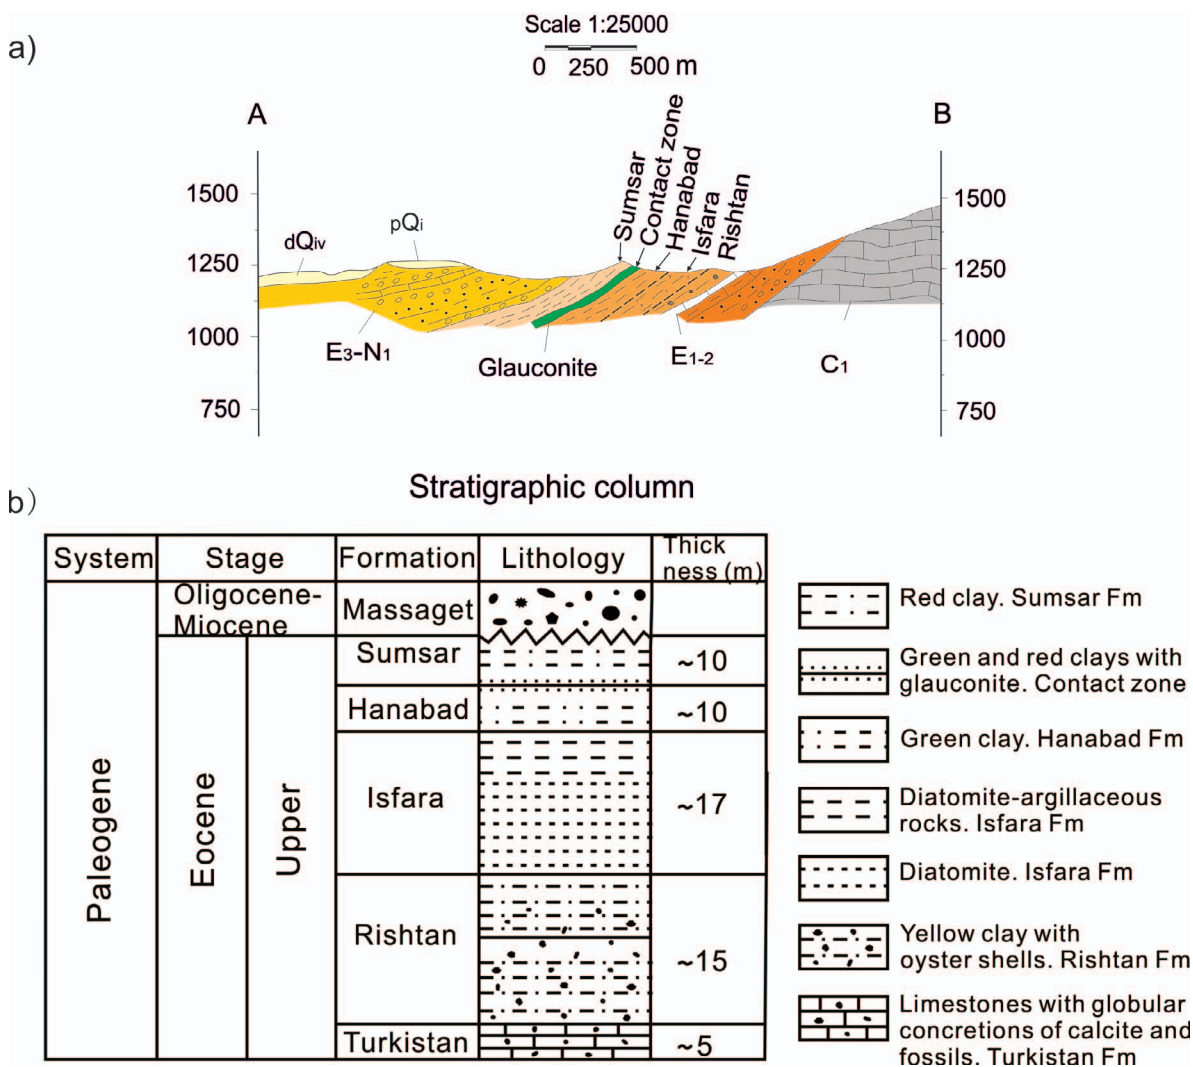 a)
Scale 1:25000
0 250 500 m
A
B
Sumsar
Contact zone
Hanabad
Isfara
Rishtan
1500
1250
1000
750
1500
1250
1000
750
dQiv
pQi
E3-N1
Glauconite
E1-2
C1
b)
Stratigraphic column
System
Stage
Formation
Lithology
Thick
ness (m)
Paleogene
Oligocene-
Miocene
Massaget
Eocene
Upper
Sumsar
~10
Hanabad
~10
Isfara
~17
Rishtan
~15
Turkistan
~5
Red clay. Sumsar Fm
Green and red clays with
glauconite. Contact zone
Green clay. Hanabad Fm
Diatomite-argillaceous
rocks. Isfara Fm
Diatomite. Isfara Fm
Yellow clay with
oyster shells. Rishtan Fm
Limestones with globular
concretions of calcite and
fossils. Turkistan Fm